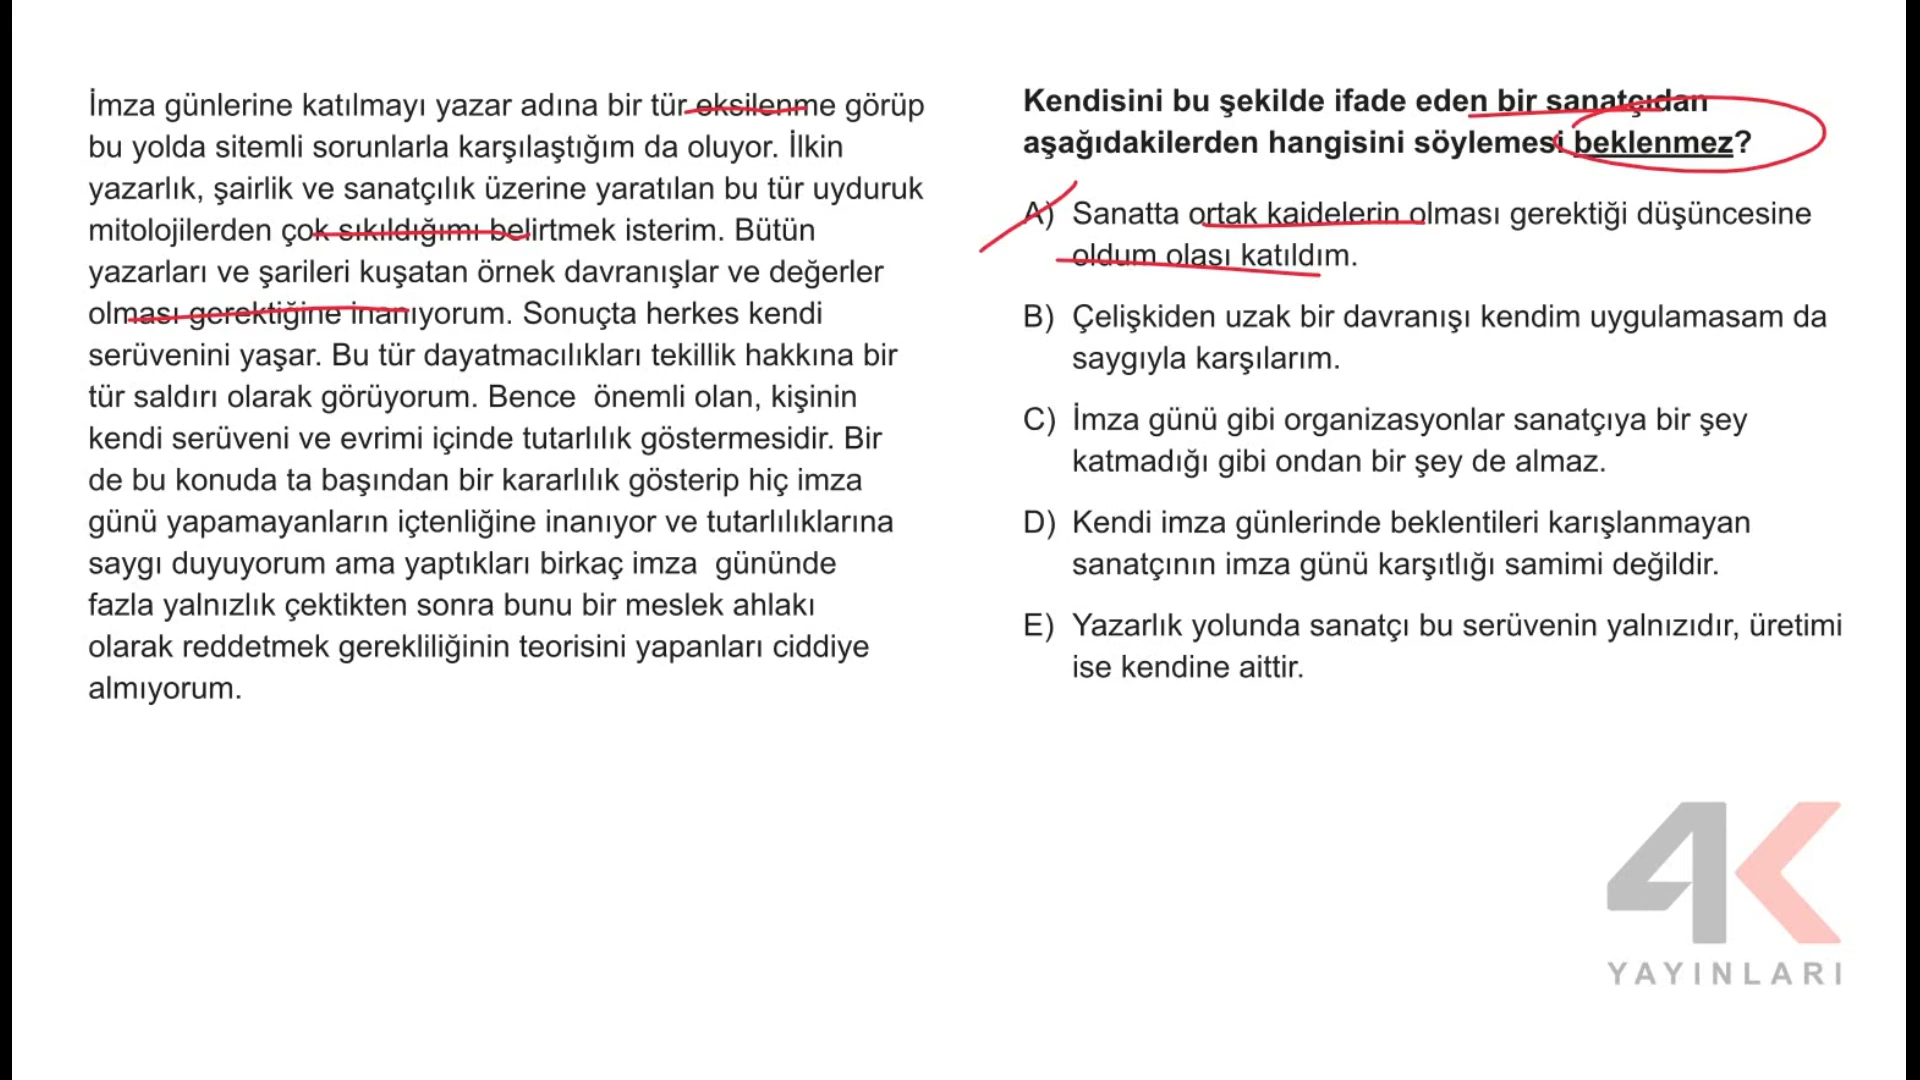 İmza günlerine katılmayı yazar adına bir tür eksilenme görüp
bu yolda sitemli sorunlarla karşılaştığım da oluyor. İlkin
yazarlık, şairlik ve sanatçılık üzerine yaratılan bu tür uyduruk
mitolojilerden çok sıkıldığımı belirtmek isterim. Bütün
yazarları ve şarileri kuşatan örnek davranışlar ve değerler
olması gerektiğine inanıyorum. Sonuçta herkes kendi
serüvenini yaşar. Bu tür dayatmacılıkları tekillik hakkına bir
tür saldırı olarak görüyorum. Bence önemli olan, kişinin
kendi serüveni ve evrimi içinde tutarlılık göstermesidir. Bir
de bu konuda ta başından bir kararlılık gösterip hiç imza
günü yapamayanların içtenliğine inanıyor ve tutarlılıklarına
saygı duyuyorum ama yaptıkları birkaç imza gününde
fazla yalnızlık çektikten sonra bunu bir meslek ahlakı
olarak reddetmek gerekliliğinin teorisini yapanları ciddiye
almıyorum.
Kendisini bu şekilde ifade eden bir sanatçıdan
aşağıdakilerden hangisini söylemesi beklenmez?
A) Sanatta ortak kaidelerin olması gerektiği düşüncesine
oldum olası katıldım.
B) Çelişkiden uzak bir davranışı kendim uygulamasam da
saygıyla karşılarım.
C) İmza günü gibi organizasyonlar sanatçıya bir şey
katmadığı gibi ondan bir şey de almaz.
D) Kendi imza günlerinde beklentileri karışlanmayan
sanatçının imza günü karşıtlığı samimi değildir.
E) Yazarlık yolunda sanatçı bu serüvenin yalnızıdır, üretimi
ise kendine aittir.
4K
YAYINLARI